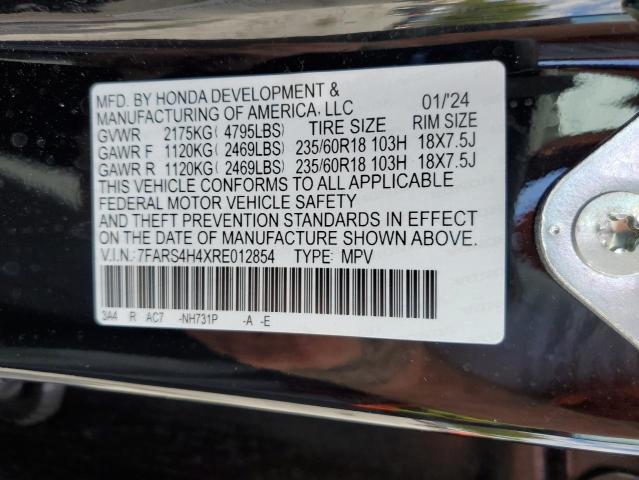 MFD. BY HONDA DEVELOPMENT &
MANUFACTURING OF AMERICA, LLC 01/'24
GVWR 2175KG( 4795LBS) TIRE SIZE RIM SIZE
GAWR F 1120KG( 2469LBS) 235/60R18 103H 18X7.5J
GAWR R 1120KG( 2469LBS) 235/60R18 103H 18X7.5J
THIS VEHICLE CONFORMS TO ALL APPLICABLE
FEDERAL MOTOR VEHICLE SAFETY
AND THEFT PREVENTION STANDARDS IN EFFECT
ON THE DATE OF MANUFACTURE SHOWN ABOVE.
V.I.N.: 7FARS4H4XRE012854 TYPE: MPV
3A4 R AC7 -NH731P -A -E